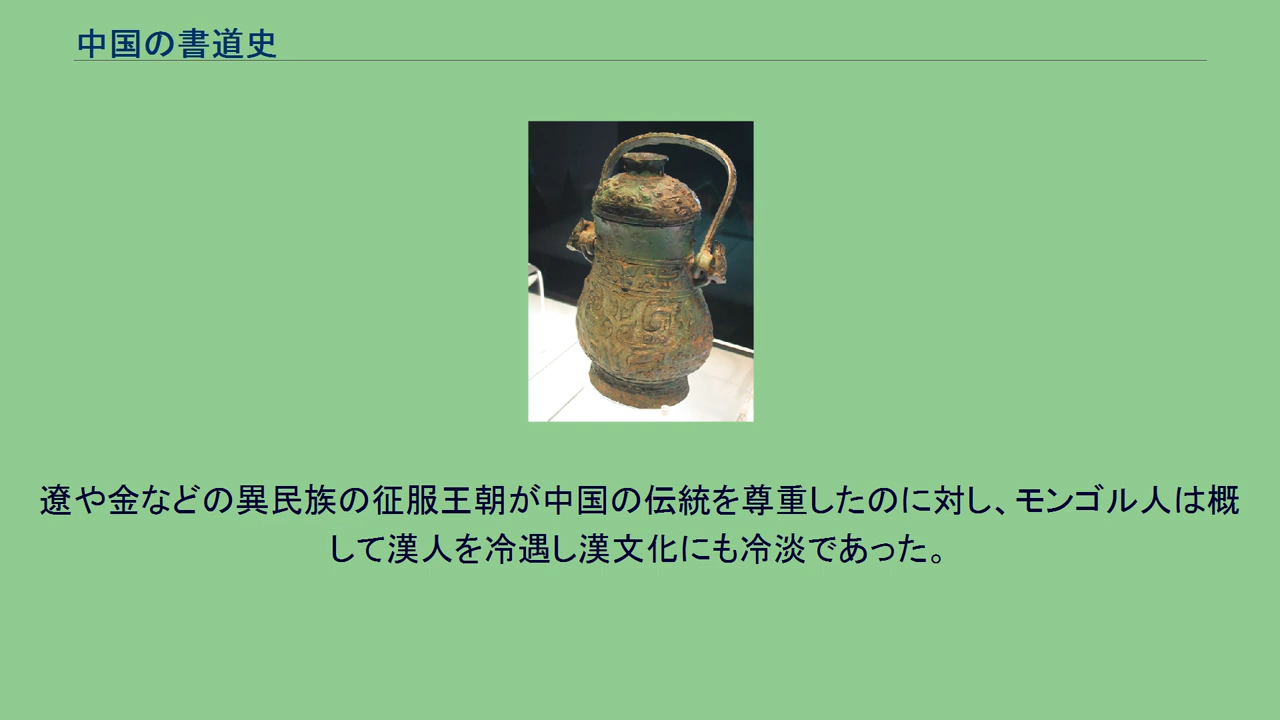 中国の書道史
遼や金などの異民族の征服王朝が中国の伝統を尊重したのに対し、モンゴル人は概
して漢人を冷遇し漢文化にも冷淡であった。